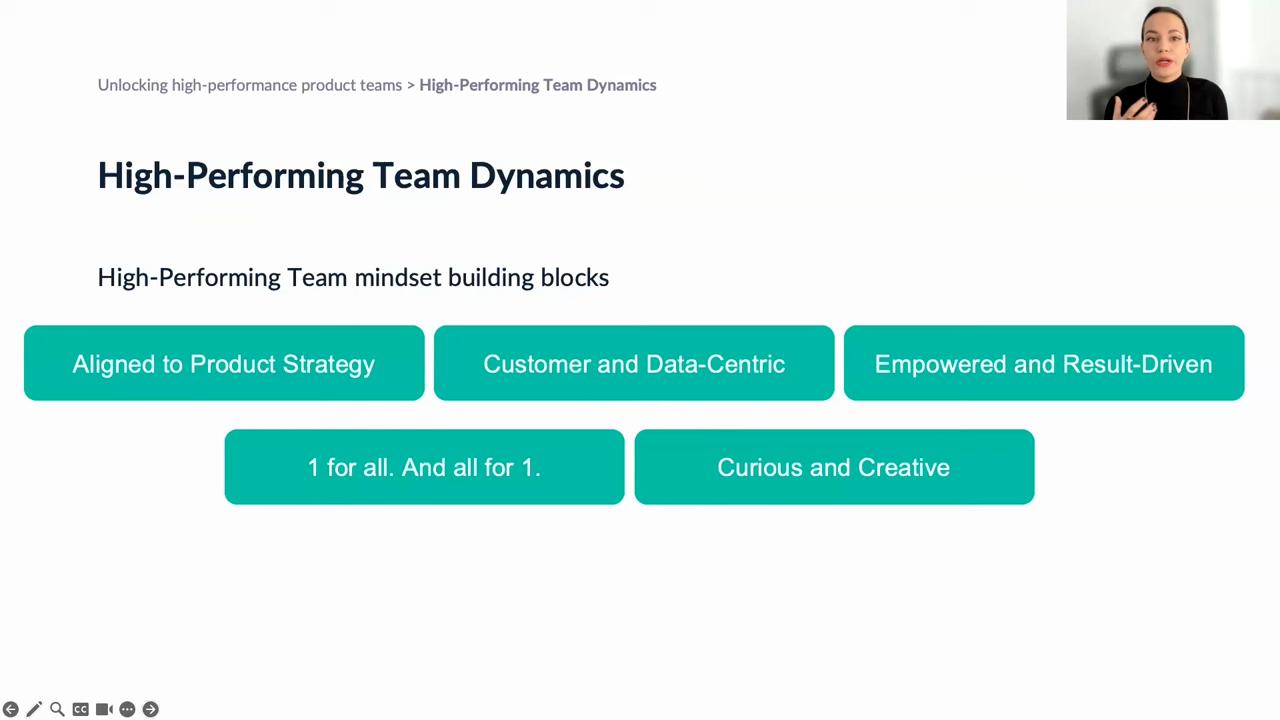 Unlocking high-performance product teams > High-Performing Team Dynamics
High-Performing Team Dynamics
High-Performing Team mindset building blocks
Aligned to Product Strategy
Customer and Data-Centric
Empowered and Result-Driven
1 for all. And all for 1.
Curious and Creative
CC